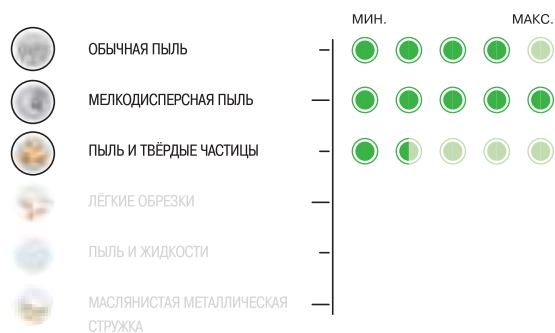 МИН. МАКС.
ОБЫЧНАЯ ПЫЛЬ
МЕЛКОДИСПЕРСНАЯ ПЫЛЬ
ПЫЛЬ И ТВЁРДЫЕ ЧАСТИЦЫ
ЛЁГКИЕ ОБРЕЗКИ
ПЫЛЬ И ЖИДКОСТИ
МАСЛЯНИСТАЯ МЕТАЛЛИЧЕСКАЯ
СТРУЖКА